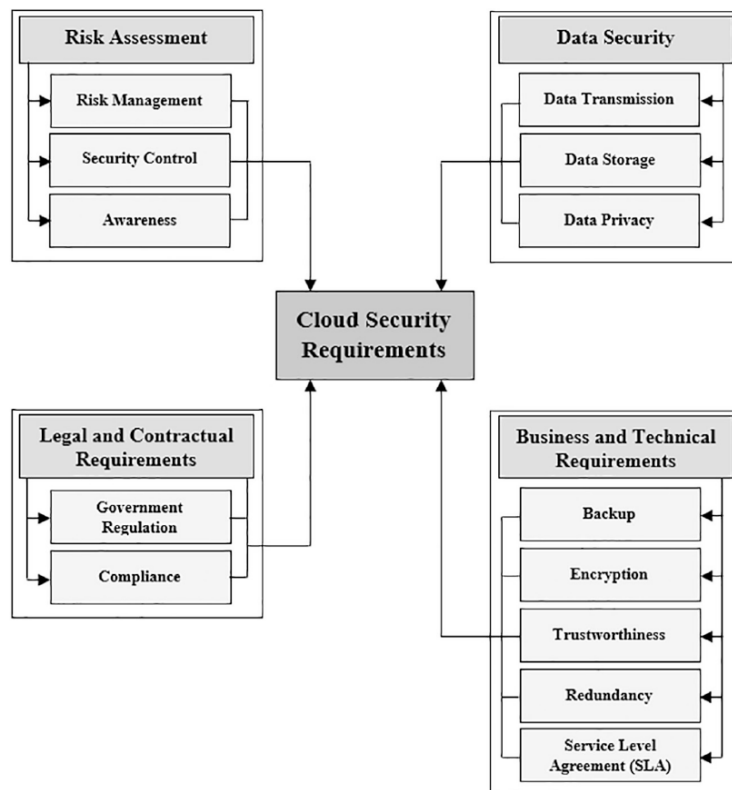 Risk Assessment
Risk Management
Security Control
Awareness
Data Security
Data Transmission
Data Storage
Data Privacy
Cloud Security
Requirements
Legal and Contractual
Requirements
Government
Regulation
Compliance
Business and Technical
Requirements
Backup
Encryption
Trustworthiness
Redundancy
Service Level
Agreement (SLA)